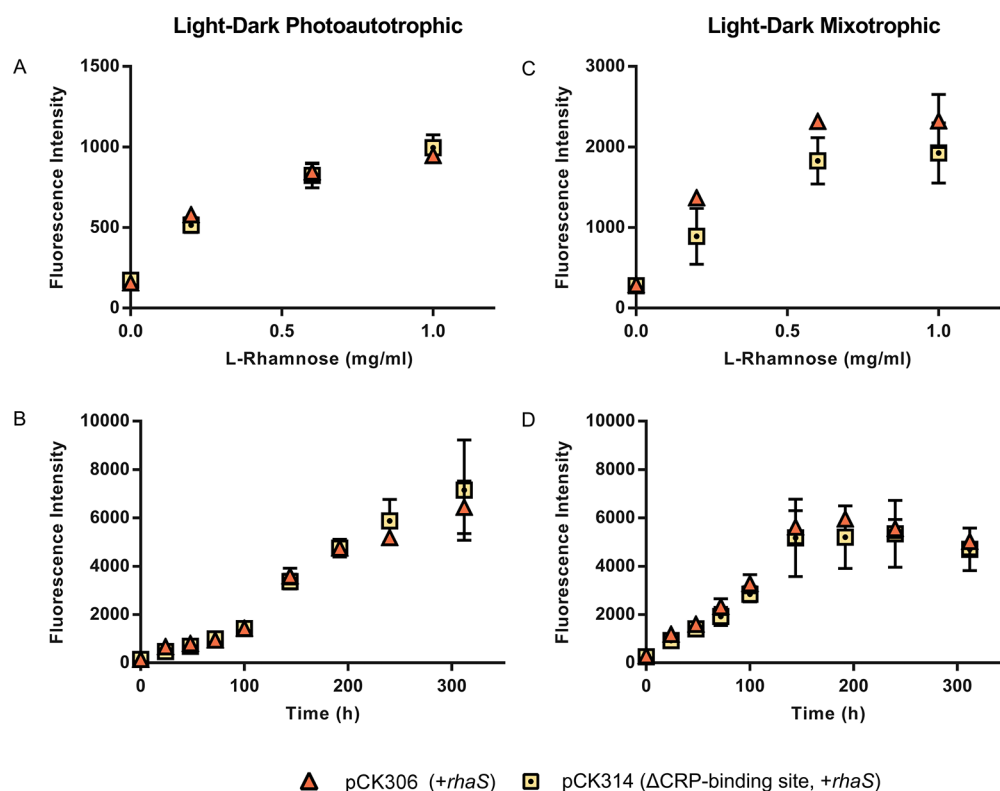 Light-Dark Photoautotrophic
Light-Dark Mixotrophic
A
1500
1000
500
0
Fluorescence Intensity
0.0
0.5
1.0
L-Rhamnose (mg/ml)
C
3000
2000
1000
0
Fluorescence Intensity
0.0
0.5
1.0
L-Rhamnose (mg/ml)
B
10000
8000
6000
4000
2000
0
Fluorescence Intensity
0
100
200
300
Time (h)
D
10000
8000
6000
4000
2000
0
Fluorescence Intensity
0
100
200
300
Time (h)
pCK306 (+rhaS)
pCK314 (ΔCRP-binding site, +rhaS)